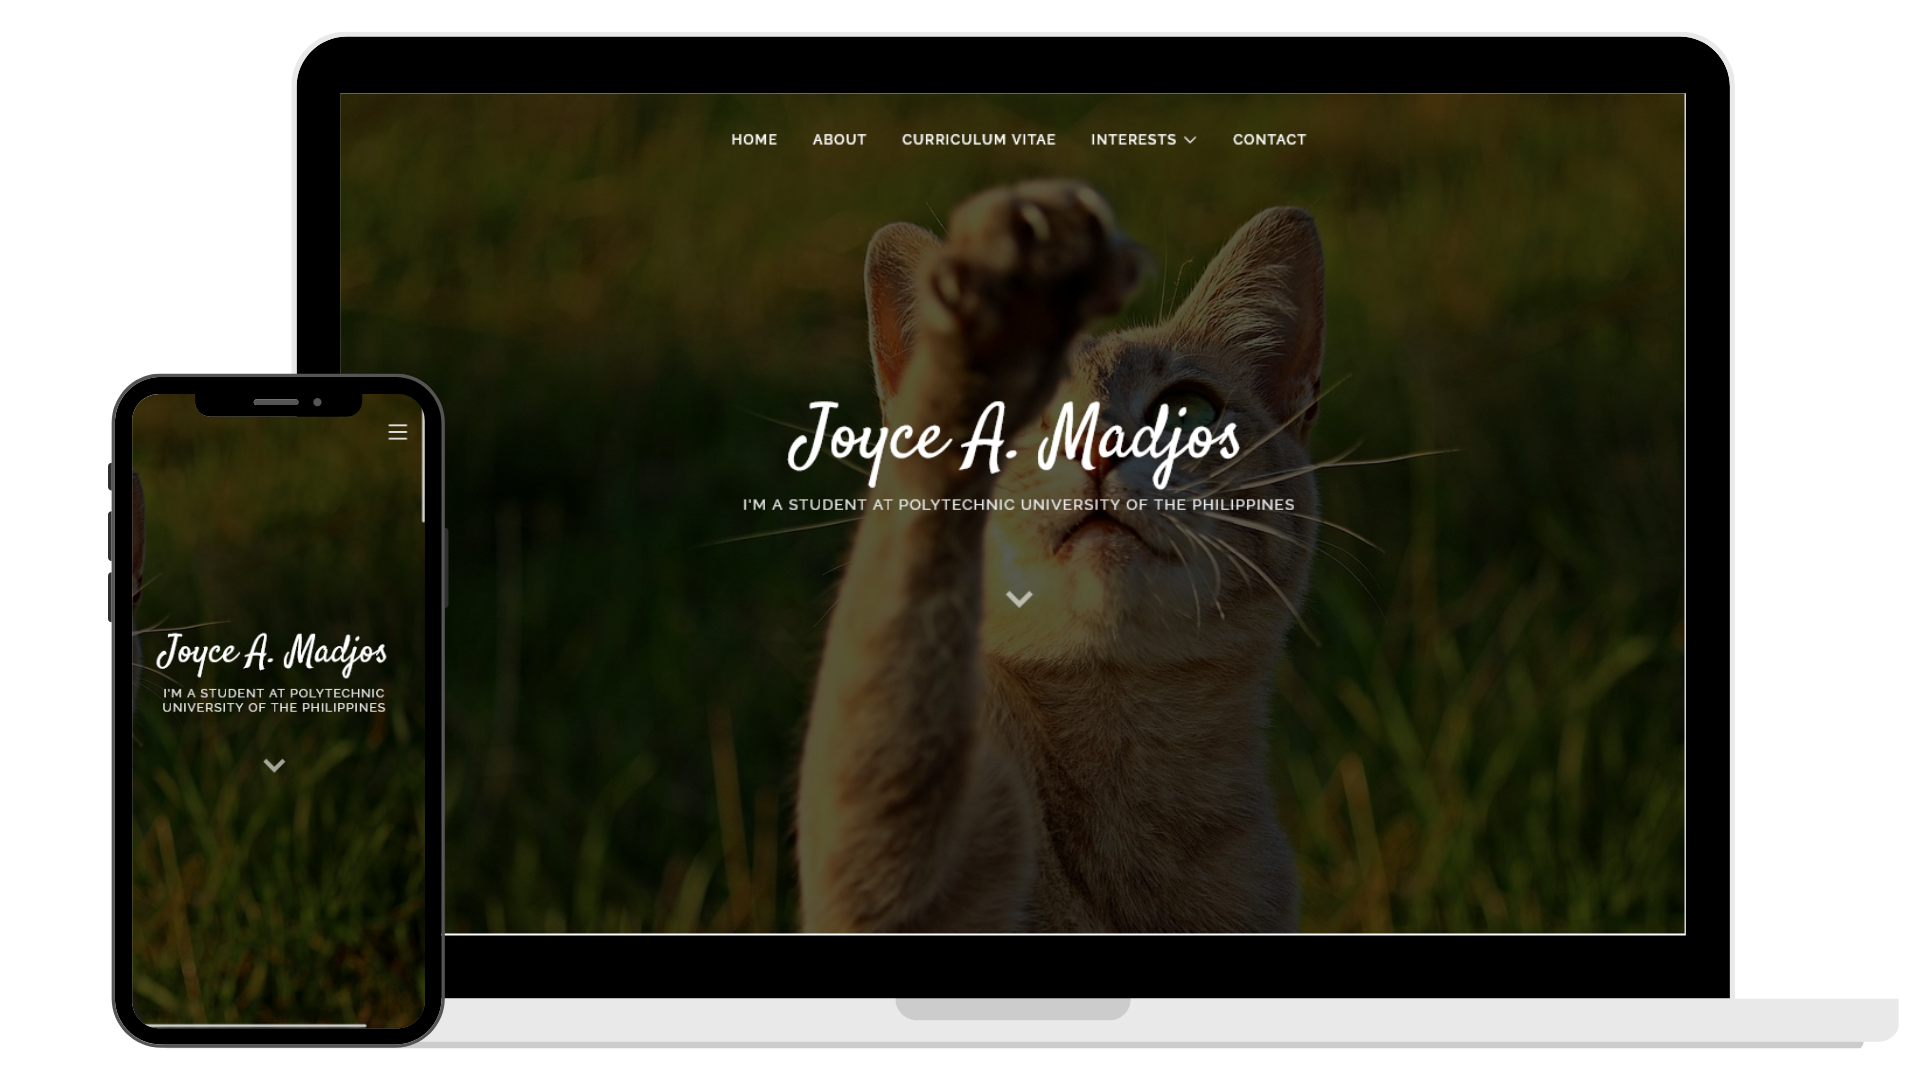 HOME ABOUT CURRICULUM VITAE INTERESTS CONTACT
Joyce A. Madjos
I'M A STUDENT AT POLYTECHNIC UNIVERSITY OF THE PHILIPPINES
Joyce A. Madjos
I'M A STUDENT AT POLYTECHNIC
UNIVERSITY OF THE PHILIPPINES